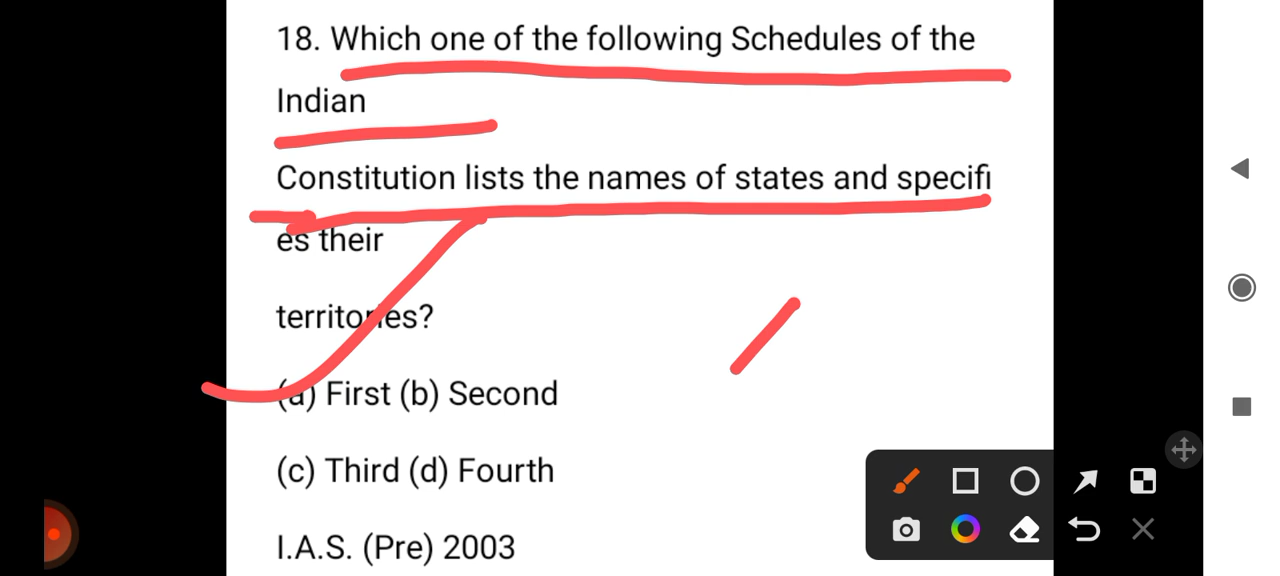 18. Which one of the following Schedules of the
Indian
Constitution lists the names of states and specifi
es their
territories?
(a) First (b) Second
(c) Third (d) Fourth
I.A.S. (Pre) 2003